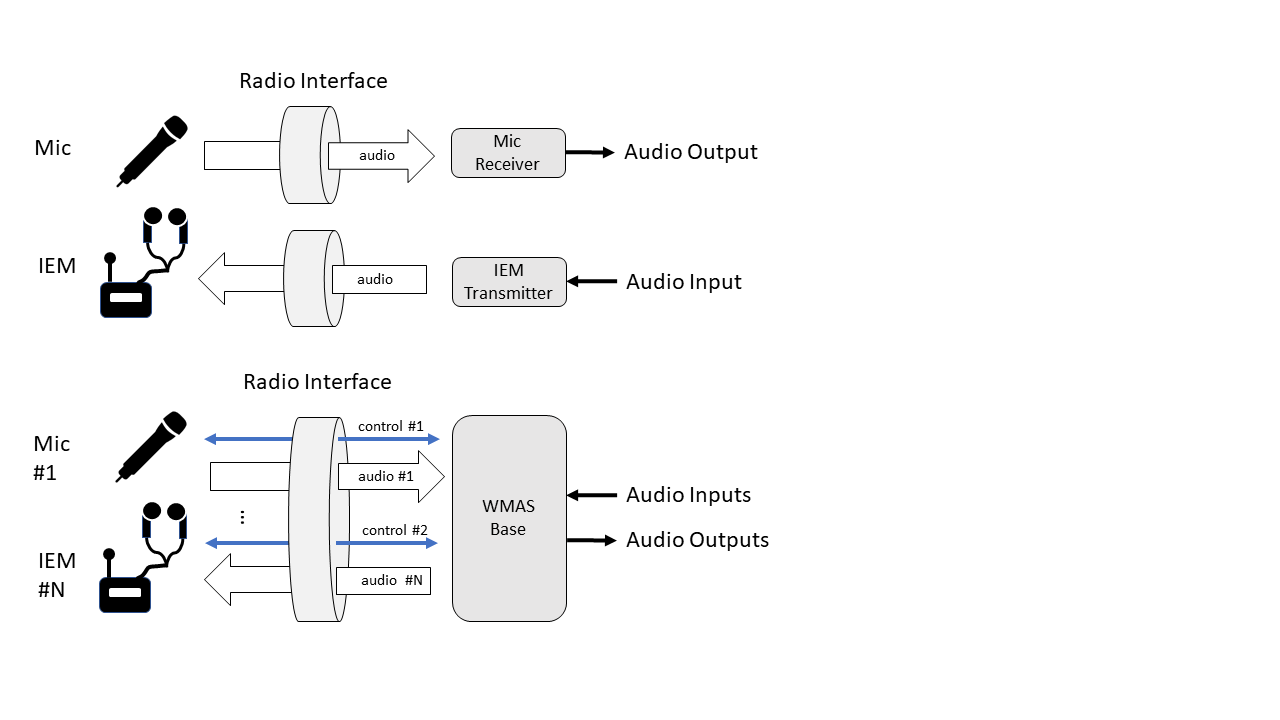 Radio Interface
Mic
audio
Mic
Receiver
Audio Output
IEM
audio
IEM
Transmitter
Audio Input
Radio Interface
Mic
#1
control #1
audio #1
...
control #2
IEM
#N
audio #N
WMAS
Base
Audio Inputs
Audio Outputs